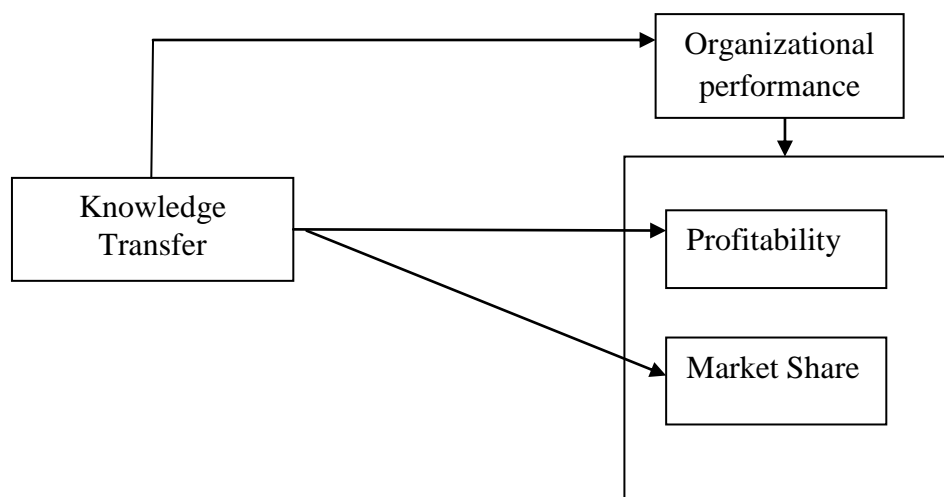 Organizational
performance
Knowledge
Transfer
Profitability
Market Share